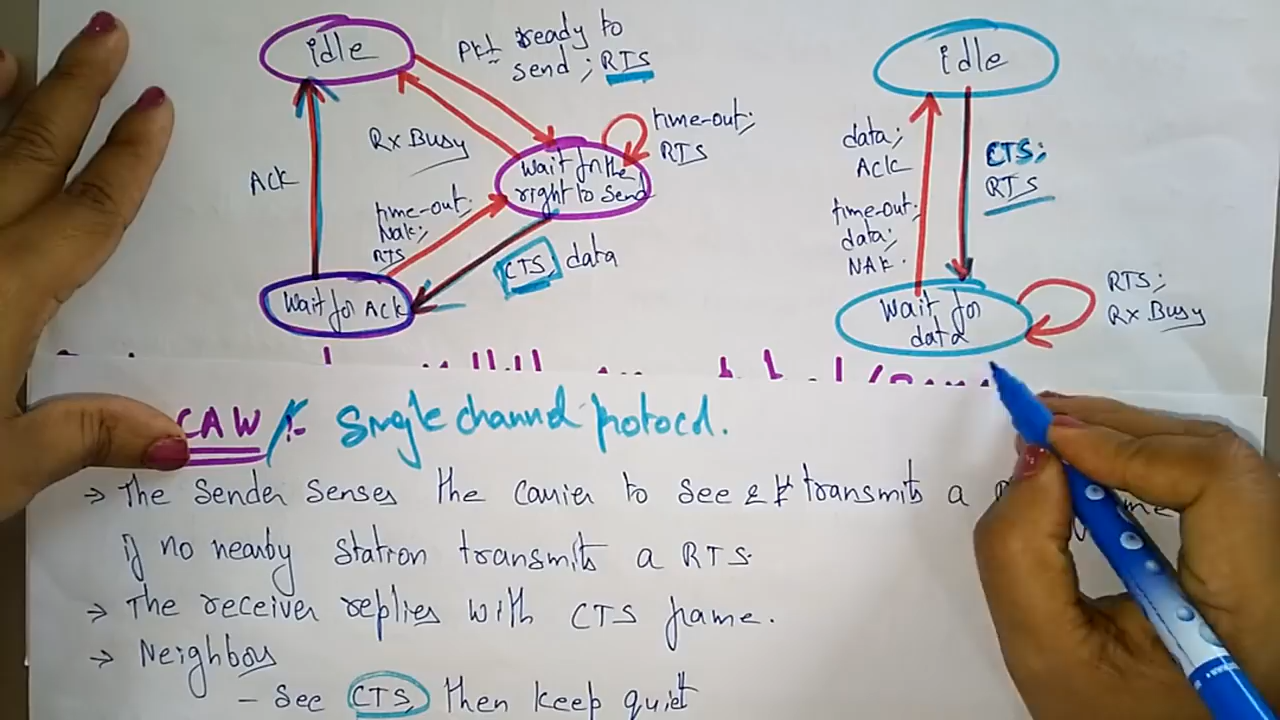 idle
Pkt ready to
send; RTS
Rx Busy
time-out;
RTS
wait for the
right to send
ACK
time-out;
Nak;
RTS
CTS; data
Wait for ACK
idle
data;
ACK
CTS;
RTS
time-out;
data;
NAK.
Wait for
data
RTS;
Rx Busy
CAW :- Single channel protocol.
→ The sender senses the carrier to see & transmits a
if no nearby station transmits a RTS.
→ The receiver replies with CTS frame.
→ Neighbors
- see CTS, then keep quiet